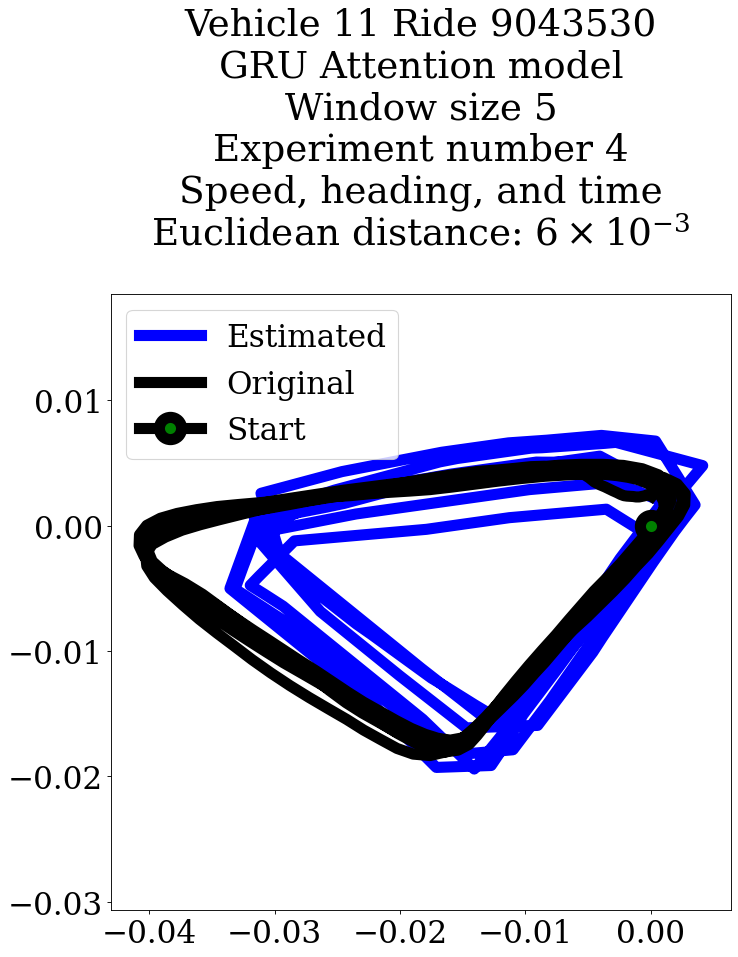 Vehicle 11 Ride 9043530
GRU Attention model
Window size 5
Experiment number 4
Speed, heading, and time
Euclidean distance: 6 × 10⁻³
Estimated
Original
Start
0.01
0.00
−0.01
−0.02
−0.03
−0.04 −0.03 −0.02 −0.01 0.00